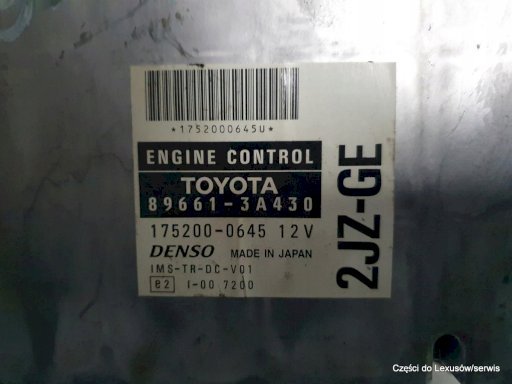 *1752000645U*
ENGINE CONTROL
TOYOTA
89661-3A430
175200-0645 12V
DENSO MADE IN JAPAN
IMS-TR-DC-V01
e2 I-00 7200
2JZ-GE
Części do Lexusów/serwis